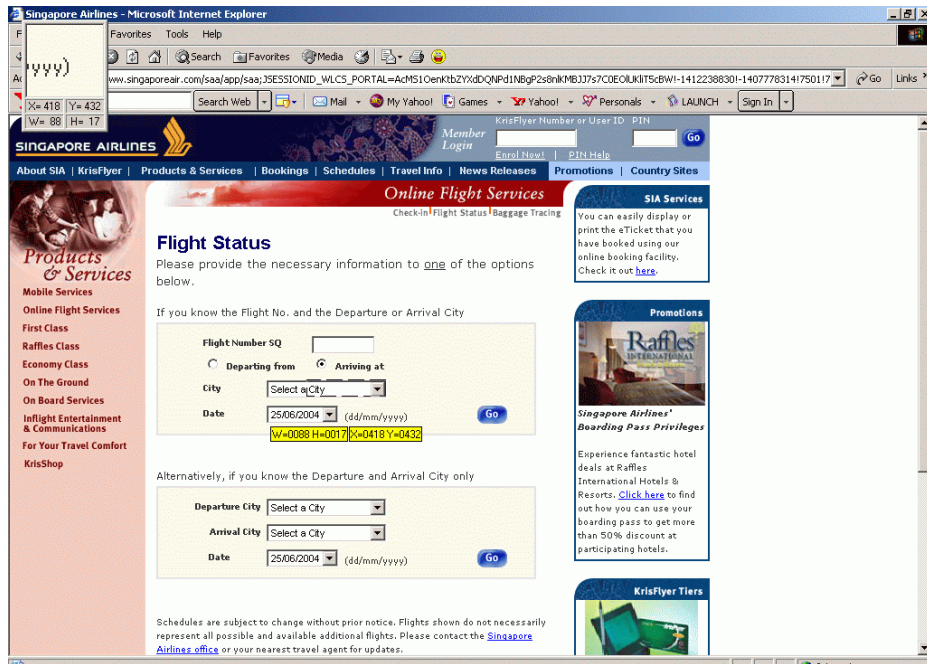 Singapore Airlines - Microsoft Internet Explorer
F Favorites Tools Help
Search Favorites Media
yyyy)
X= 418 Y= 432
W= 88 H= 17
Go Links
Search Web Mail My Yahoo! Games Yahoo! Personals LAUNCH Sign In
SINGAPORE AIRLINES
Member
Login
KrisFlyer Number or User ID PIN
Go
Enrol Now! | PIN Help
About SIA | KrisFlyer | Products & Services | Bookings | Schedules | Travel Info | News Releases Promotions | Country Sites
Online Flight Services
Check-in Flight Status Baggage Tracing
Products
& Services
Mobile Services
Online Flight Services
First Class
Raffles Class
Economy Class
On The Ground
On Board Services
Inflight Entertainment
& Communications
For Your Travel Comfort
KrisShop
Flight Status
Please provide the necessary information to one of the options
below.
If you know the Flight No. and the Departure or Arrival City
Flight Number SQ
Departing from Arriving at
City Select a City
Date 25/06/2004 (dd/mm/yyyy) Go
W=0088 H=0017 X=0418 Y=0432
Alternatively, if you know the Departure and Arrival City only
Departure City Select a City
Arrival City Select a City
Date 25/06/2004 (dd/mm/yyyy) Go
Schedules are subject to change without prior notice. Flights shown do not necessarily
represent all possible and available additional flights. Please contact the Singapore
Airlines office or your nearest travel agent for updates.
SIA Services
You can easily display or
print the eTicket that you
have booked using our
online booking facility.
Check it out here.
Promotions
Raffles
INTERNATIONAL
Singapore Airlines'
Boarding Pass Privileges
Experience fantastic hotel
deals at Raffles
International Hotels &
Resorts. Click here to find
out how you can use your
boarding pass to get more
than 50% discount at
participating hotels.
KrisFlyer Tiers